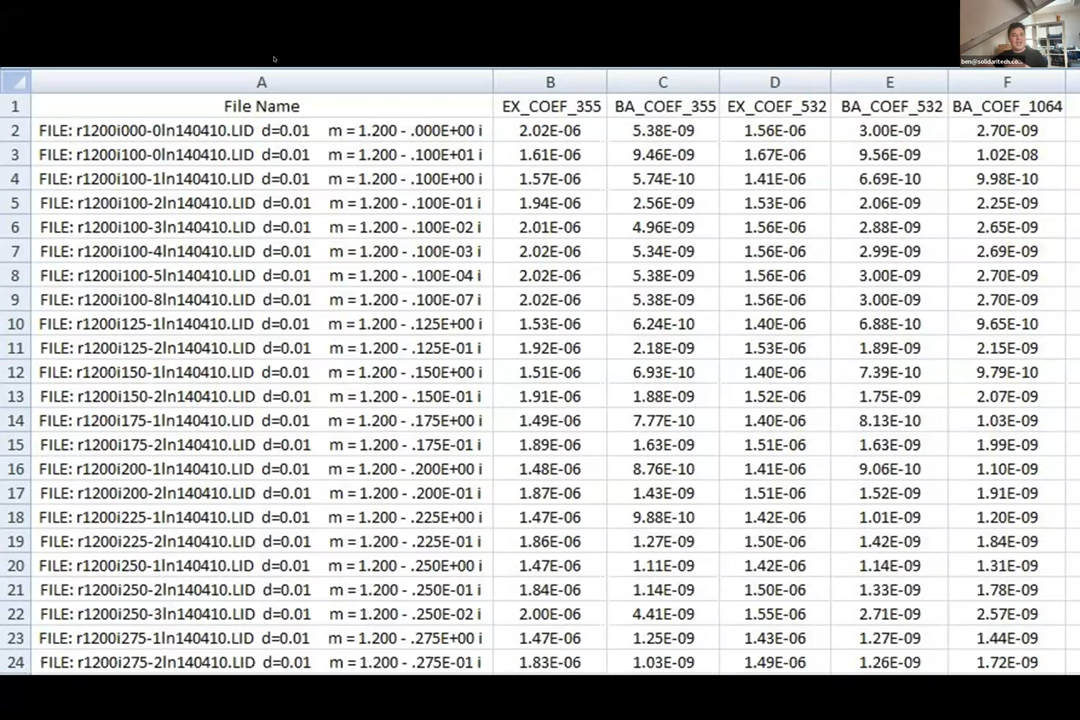 ben@solidaritech.co...
A B C D E F
1 File Name EX_COEF_355 BA_COEF_355 EX_COEF_532 BA_COEF_532 BA_COEF_1064
2 FILE: r1200i000-0ln140410.LID d=0.01 m = 1.200 - .000E+00 i 2.02E-06 5.38E-09 1.56E-06 3.00E-09 2.70E-09
3 FILE: r1200i100-0ln140410.LID d=0.01 m = 1.200 - .100E+01 i 1.61E-06 9.46E-09 1.67E-06 9.56E-09 1.02E-08
4 FILE: r1200i100-1ln140410.LID d=0.01 m = 1.200 - .100E+00 i 1.57E-06 5.74E-10 1.41E-06 6.69E-10 9.98E-10
5 FILE: r1200i100-2ln140410.LID d=0.01 m = 1.200 - .100E-01 i 1.94E-06 2.56E-09 1.53E-06 2.06E-09 2.25E-09
6 FILE: r1200i100-3ln140410.LID d=0.01 m = 1.200 - .100E-02 i 2.01E-06 4.96E-09 1.56E-06 2.88E-09 2.65E-09
7 FILE: r1200i100-4ln140410.LID d=0.01 m = 1.200 - .100E-03 i 2.02E-06 5.34E-09 1.56E-06 2.99E-09 2.69E-09
8 FILE: r1200i100-5ln140410.LID d=0.01 m = 1.200 - .100E-04 i 2.02E-06 5.38E-09 1.56E-06 3.00E-09 2.70E-09
9 FILE: r1200i100-8ln140410.LID d=0.01 m = 1.200 - .100E-07 i 2.02E-06 5.38E-09 1.56E-06 3.00E-09 2.70E-09
10 FILE: r1200i125-1ln140410.LID d=0.01 m = 1.200 - .125E+00 i 1.53E-06 6.24E-10 1.40E-06 6.88E-10 9.65E-10
11 FILE: r1200i125-2ln140410.LID d=0.01 m = 1.200 - .125E-01 i 1.92E-06 2.18E-09 1.53E-06 1.89E-09 2.15E-09
12 FILE: r1200i150-1ln140410.LID d=0.01 m = 1.200 - .150E+00 i 1.51E-06 6.93E-10 1.40E-06 7.39E-10 9.79E-10
13 FILE: r1200i150-2ln140410.LID d=0.01 m = 1.200 - .150E-01 i 1.91E-06 1.88E-09 1.52E-06 1.75E-09 2.07E-09
14 FILE: r1200i175-1ln140410.LID d=0.01 m = 1.200 - .175E+00 i 1.49E-06 7.77E-10 1.40E-06 8.13E-10 1.03E-09
15 FILE: r1200i175-2ln140410.LID d=0.01 m = 1.200 - .175E-01 i 1.89E-06 1.63E-09 1.51E-06 1.63E-09 1.99E-09
16 FILE: r1200i200-1ln140410.LID d=0.01 m = 1.200 - .200E+00 i 1.48E-06 8.76E-10 1.41E-06 9.06E-10 1.10E-09
17 FILE: r1200i200-2ln140410.LID d=0.01 m = 1.200 - .200E-01 i 1.87E-06 1.43E-09 1.51E-06 1.52E-09 1.91E-09
18 FILE: r1200i225-1ln140410.LID d=0.01 m = 1.200 - .225E+00 i 1.47E-06 9.88E-10 1.42E-06 1.01E-09 1.20E-09
19 FILE: r1200i225-2ln140410.LID d=0.01 m = 1.200 - .225E-01 i 1.86E-06 1.27E-09 1.50E-06 1.42E-09 1.84E-09
20 FILE: r1200i250-1ln140410.LID d=0.01 m = 1.200 - .250E+00 i 1.47E-06 1.11E-09 1.42E-06 1.14E-09 1.31E-09
21 FILE: r1200i250-2ln140410.LID d=0.01 m = 1.200 - .250E-01 i 1.84E-06 1.14E-09 1.50E-06 1.33E-09 1.78E-09
22 FILE: r1200i250-3ln140410.LID d=0.01 m = 1.200 - .250E-02 i 2.00E-06 4.41E-09 1.55E-06 2.71E-09 2.57E-09
23 FILE: r1200i275-1ln140410.LID d=0.01 m = 1.200 - .275E+00 i 1.47E-06 1.25E-09 1.43E-06 1.27E-09 1.44E-09
24 FILE: r1200i275-2ln140410.LID d=0.01 m = 1.200 - .275E-01 i 1.83E-06 1.03E-09 1.49E-06 1.26E-09 1.72E-09